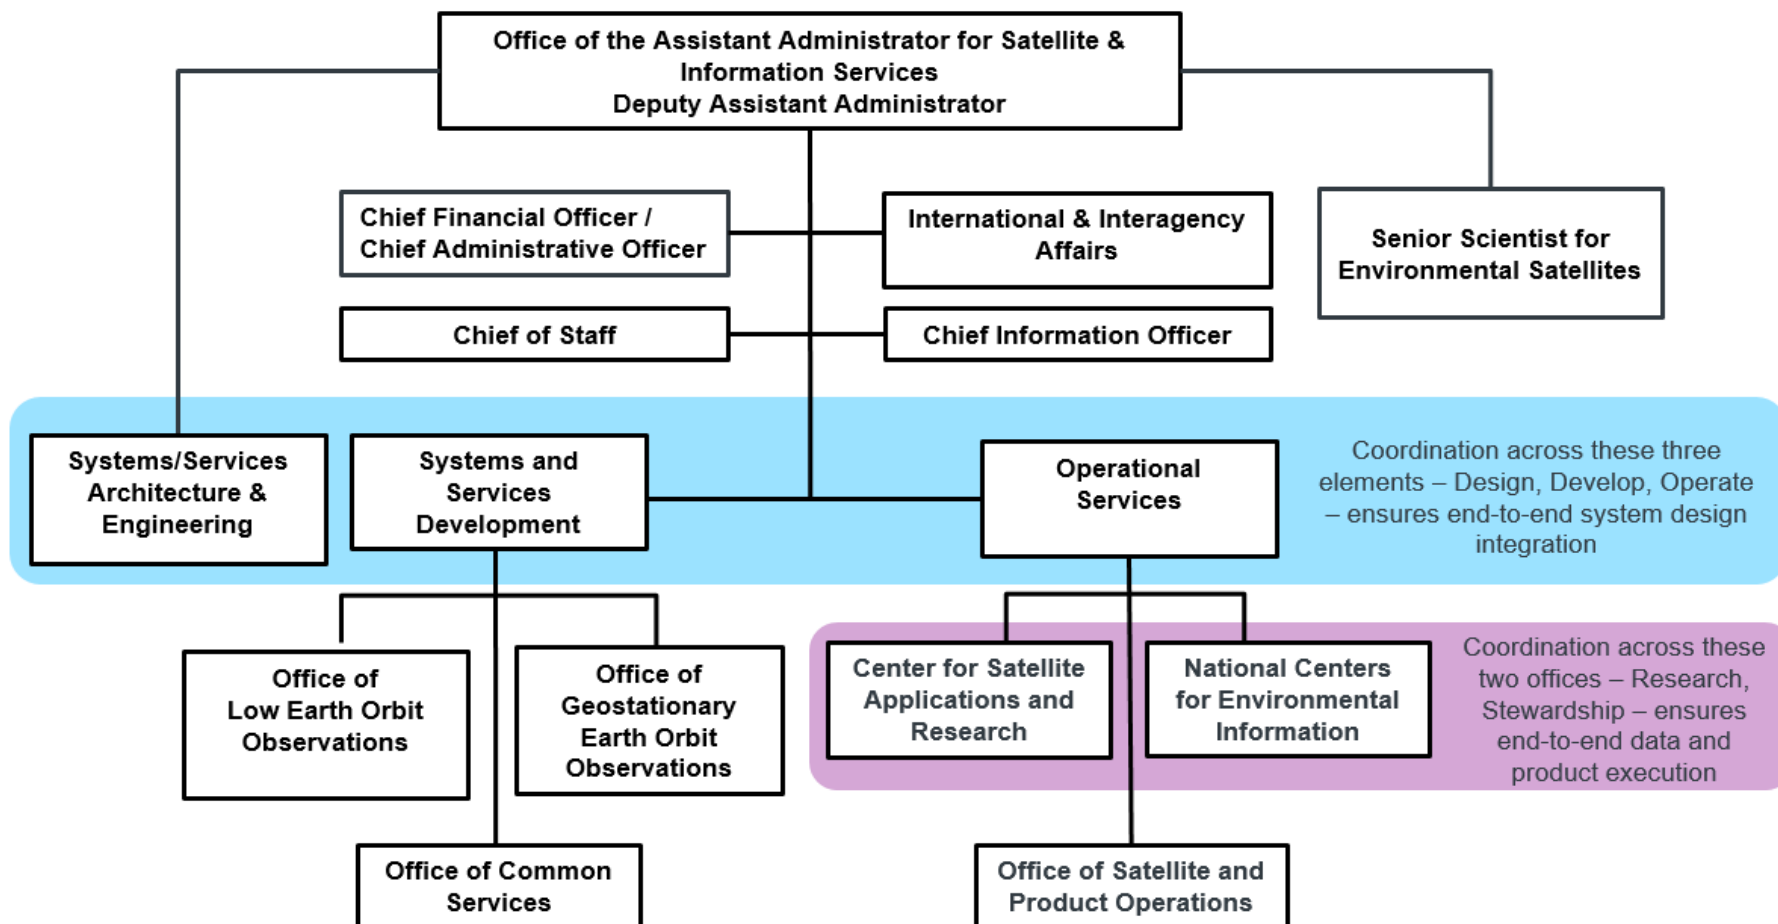 Office of the Assistant Administrator for Satellite &
Information Services
Deputy Assistant Administrator
Chief Financial Officer /
Chief Administrative Officer
International & Interagency
Affairs
Senior Scientist for
Environmental Satellites
Chief of Staff
Chief Information Officer
Systems/Services
Architecture &
Engineering
Systems and
Services
Development
Operational
Services
Coordination across these three
elements – Design, Develop, Operate
– ensures end-to-end system design
integration
Office of
Low Earth Orbit
Observations
Office of
Geostationary
Earth Orbit
Observations
Center for Satellite
Applications and
Research
National Centers
for Environmental
Information
Coordination across these
two offices – Research,
Stewardship – ensures
end-to-end data and
product execution
Office of Common
Services
Office of Satellite and
Product Operations